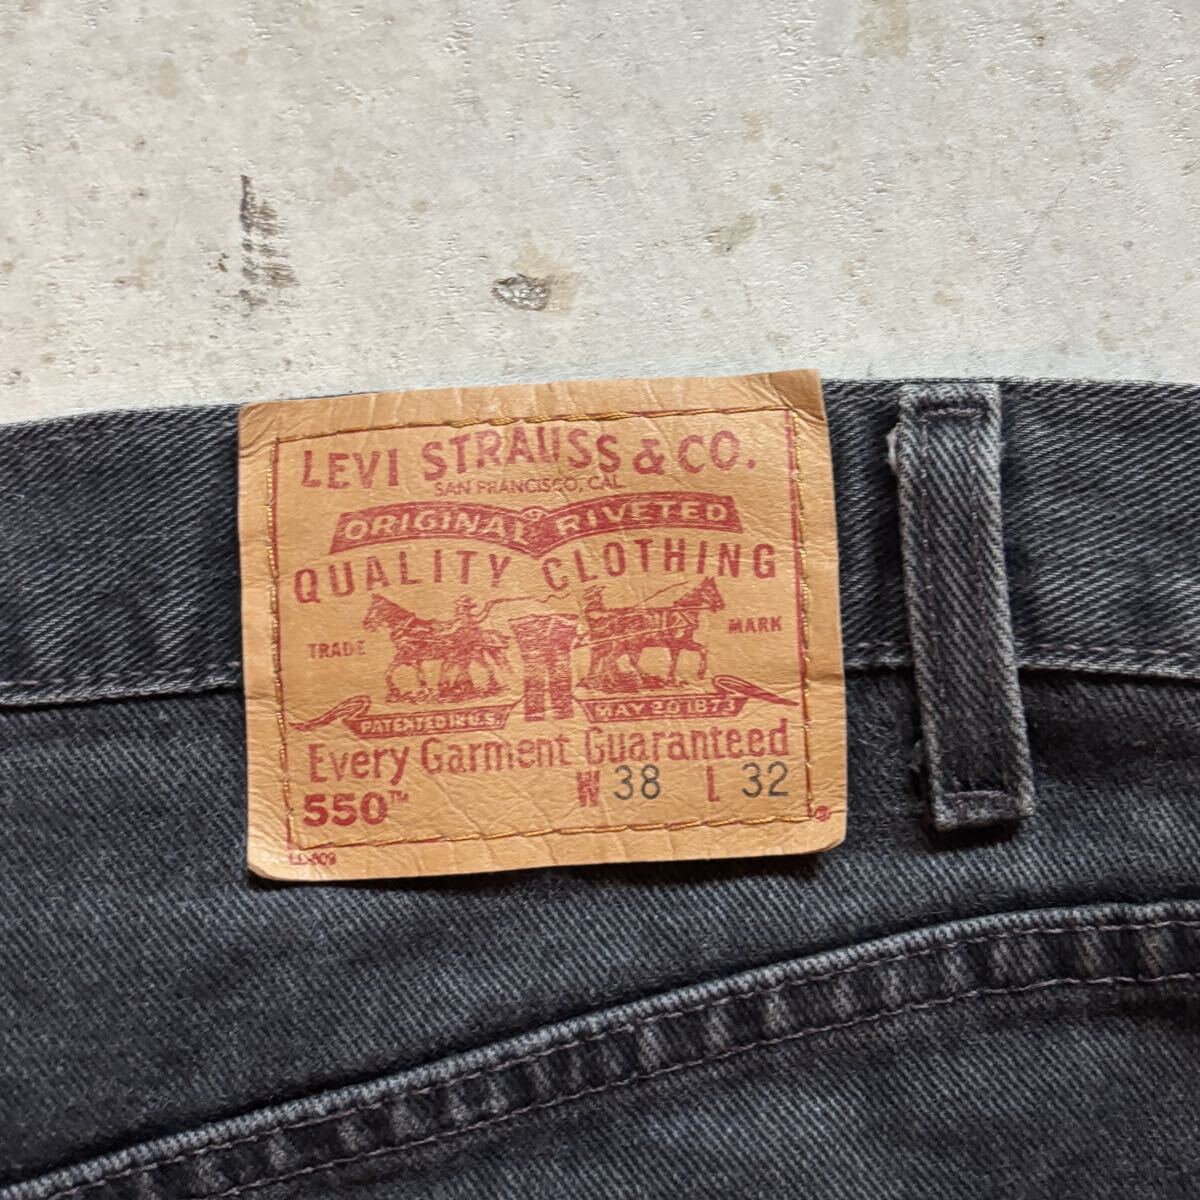 LEVI STRAUSS & CO.
SAN FRANCISCO, CAL.
ORIGINAL RIVETED
QUALITY CLOTHING
TRADE MARK
PATENTED IN U.S. MAY 20 1873
Every Garment Guaranteed
550™ W 38 L 32
®